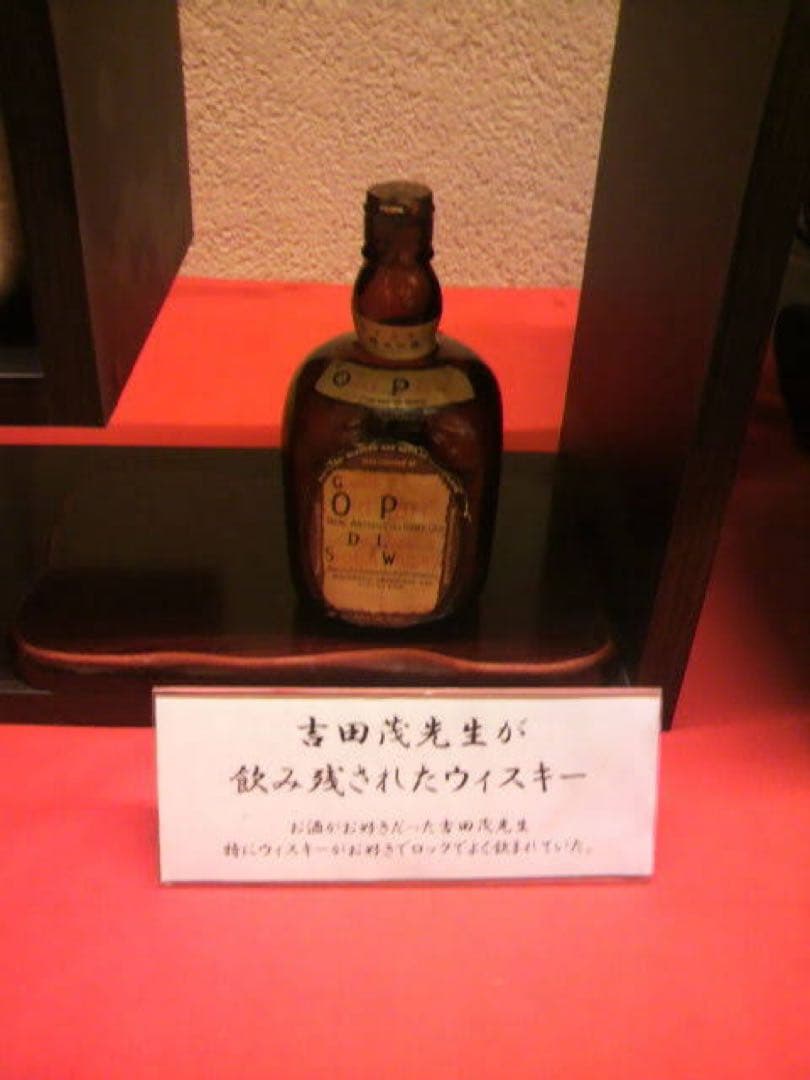 O P
G
O P
D L
S W
吉田茂先生が
飲み残されたウィスキー
お酒がお好きだった吉田茂先生
特にウィスキーがお好きでロックでよく飲まれていた。